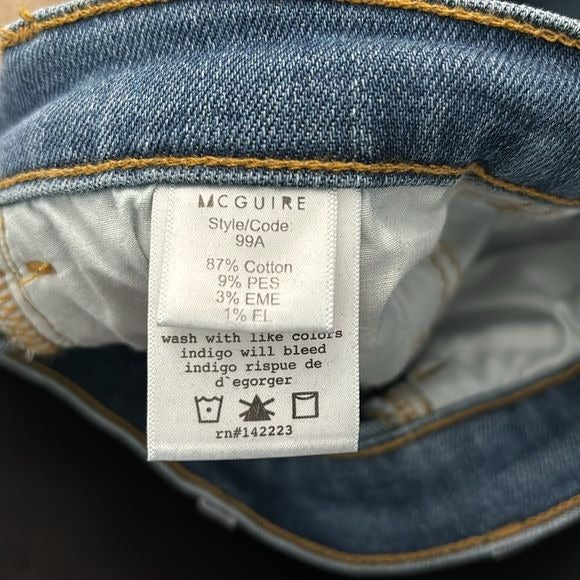 MCGUIRE
Style/Code:
99A
87% Cotton
9% PES
3% EME
1% EL
wash with like colors
indigo will bleed
indigo rispue de
d`egorger
rn#142223